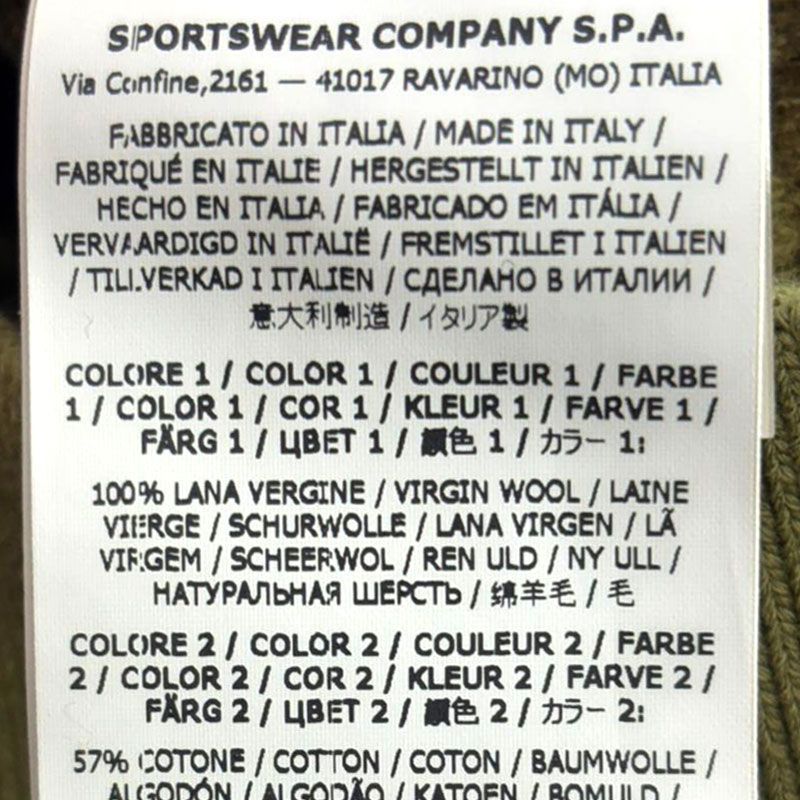 SPORTSWEAR COMPANY S.P.A.
Via Confine,2161 — 41017 RAVARINO (MO) ITALIA
FABBRICATO IN ITALIA / MADE IN ITALY /
FABRIQUÉ EN ITALIE / HERGESTELLT IN ITALIEN /
HECHO EN ITALIA / FABRICADO EM ITÁLIA /
VERVAARDIGD IN ITALIË / FREMSTILLET I ITALIEN
/ TILLVERKAD I ITALIEN / СДЕЛАНО В ИТАЛИИ /
意大利制造 / イタリア製
COLORE 1 / COLOR 1 / COULEUR 1 / FARBE
1 / COLOR 1 / COR 1 / KLEUR 1 / FARVE 1 /
FÄRG 1 / ЦВЕТ 1 / 顏色 1 / カラー 1:
100% LANA VERGINE / VIRGIN WOOL / LAINE
VIERGE / SCHURWOLLE / LANA VIRGEN / LÃ
VIRGEM / SCHEERWOL / REN ULD / NY ULL /
НАТУРАЛЬНАЯ ШЕРСТЬ / 绵羊毛 / 毛
COLORE 2 / COLOR 2 / COULEUR 2 / FARBE
2 / COLOR 2 / COR 2 / KLEUR 2 / FARVE 2 /
FÄRG 2 / ЦВЕТ 2 / 顏色 2 / カラー 2:
57% COTONE / COTTON / COTON / BAUMWOLLE /
ALGODÓN / ALGODÃO / KATOEN / BOMULD /